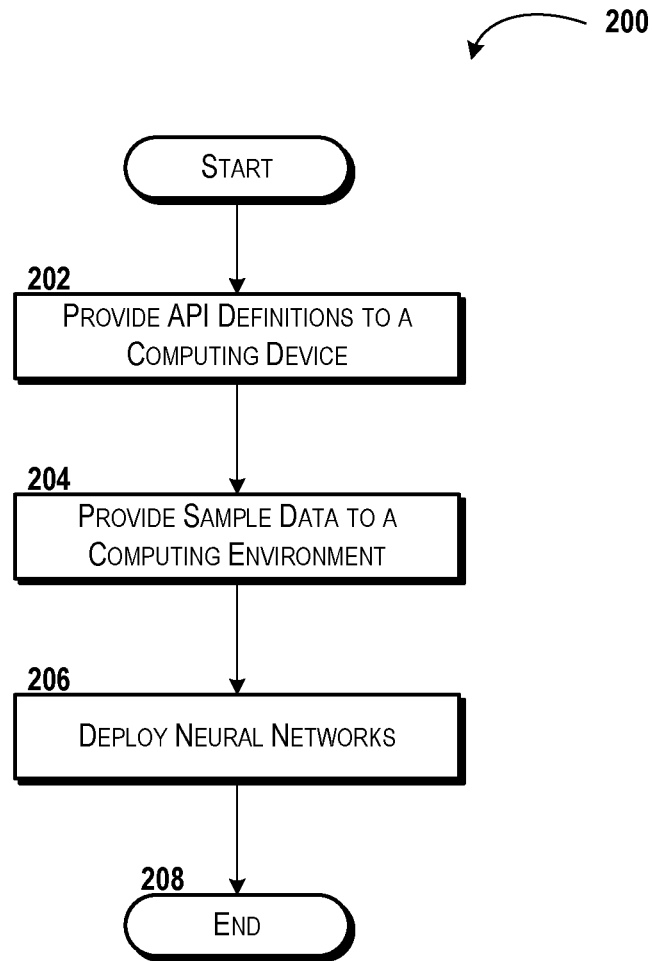 200
START
202
PROVIDE API DEFINITIONS TO A
COMPUTING DEVICE
204
PROVIDE SAMPLE DATA TO A
COMPUTING ENVIRONMENT
206
DEPLOY NEURAL NETWORKS
208
END